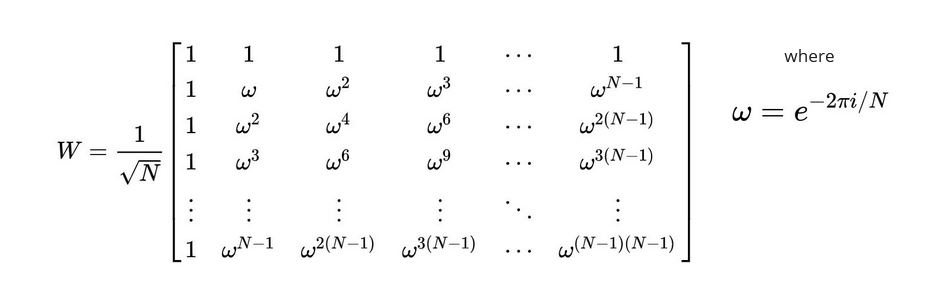 W = \frac{1}{\sqrt{N}} \begin{bmatrix} 1 & 1 & 1 & 1 & \cdots & 1 \\
1 & \omega & \omega^2 & \omega^3 & \cdots & \omega^{N-1} \\
1 & \omega^2 & \omega^4 & \omega^6 & \cdots & \omega^{2(N-1)} \\
1 & \omega^3 & \omega^6 & \omega^9 & \cdots & \omega^{3(N-1)} \\
\vdots & \vdots & \vdots & \vdots & \ddots & \vdots \\
1 & \omega^{N-1} & \omega^{2(N-1)} & \omega^{3(N-1)} & \cdots & \omega^{(N-1)(N-1)} \end{bmatrix}
where
\omega = e^{-2\pi i/N}